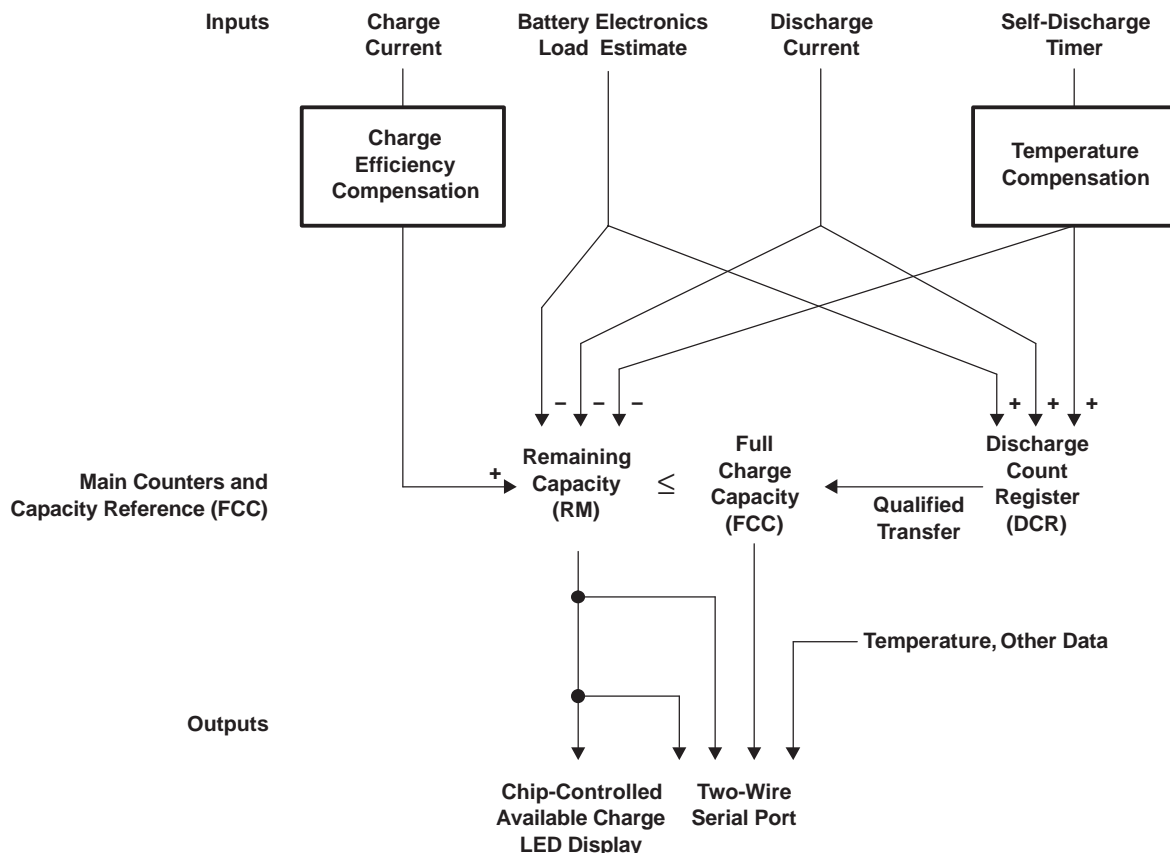 Inputs
Charge
Current
Battery Electronics
Load Estimate
Discharge
Current
Self-Discharge
Timer
Charge
Efficiency
Compensation
Temperature
Compensation
– – –
+ + +
Main Counters and
Capacity Reference (FCC)
+
Remaining
Capacity
(RM)
≤
Full
Charge
Capacity
(FCC)
Qualified
Transfer
Discharge
Count
Register
(DCR)
Temperature, Other Data
Outputs
Chip-Controlled
Available Charge
LED Display
Two-Wire
Serial Port